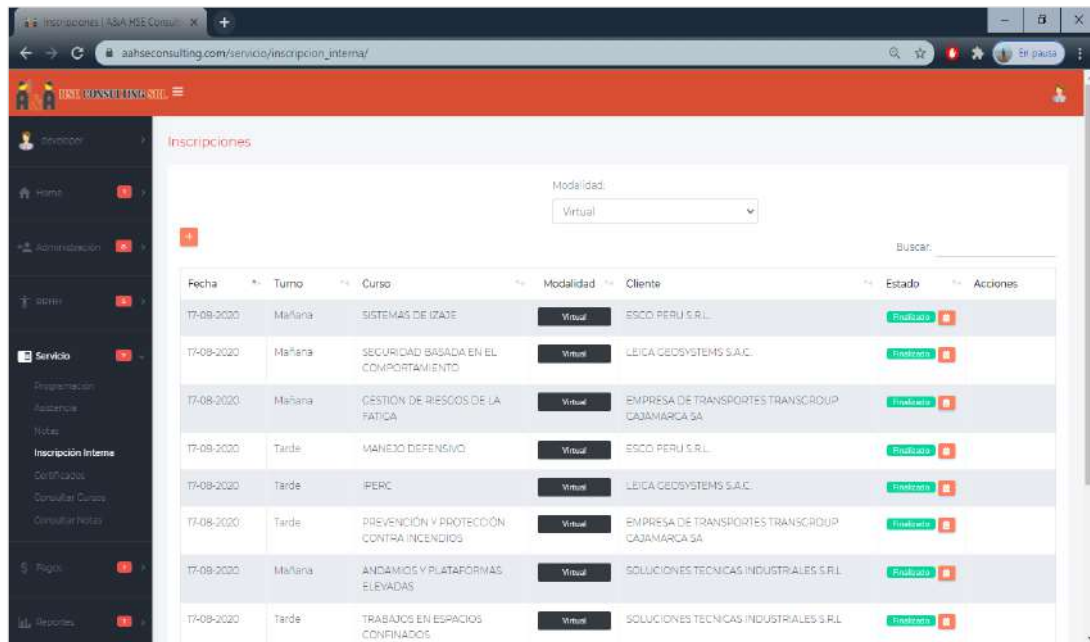 Inscripciones | A&A HSE Consul
aahseconsulting.com/servicio/inscripcion_interna/
En pausa
HSE CONSULTING SRL
developer
Inscripciones
Home 1
Modalidad:
Virtual
Administración 6
Buscar:
Fecha Turno Curso Modalidad Cliente Estado Acciones
RRHH
17-08-2020 Mañana SISTEMAS DE IZAJE Virtual ESCO PERU S.R.L. Finalizado
Servicio
17-08-2020 Mañana SEGURIDAD BASADA EN EL COMPORTAMIENTO Virtual LEICA GEOSYSTEMS S.A.C. Finalizado
Programación
Asistencia
Notas
17-08-2020 Mañana GESTION DE RIESGOS DE LA FATIGA Virtual EMPRESA DE TRANSPORTES TRANSGROUP CAJAMARCA SA Finalizado
Inscripción Interna
17-08-2020 Tarde MANEJO DEFENSIVO Virtual ESCO PERU S.R.L. Finalizado
Certificados
Consultar Cursos
17-08-2020 Tarde IPERC Virtual LEICA GEOSYSTEMS S.A.C. Finalizado
Consultar Notas
17-08-2020 Tarde PREVENCIÓN Y PROTECCIÓN CONTRA INCENDIOS Virtual EMPRESA DE TRANSPORTES TRANSGROUP CAJAMARCA SA Finalizado
Pagos
17-08-2020 Mañana ANDAMIOS Y PLATAFORMAS ELEVADAS Virtual SOLUCIONES TECNICAS INDUSTRIALES S.R.L Finalizado
Reportes
17-08-2020 Tarde TRABAJOS EN ESPACIOS CONFINADOS Virtual SOLUCIONES TECNICAS INDUSTRIALES S.R.L Finalizado